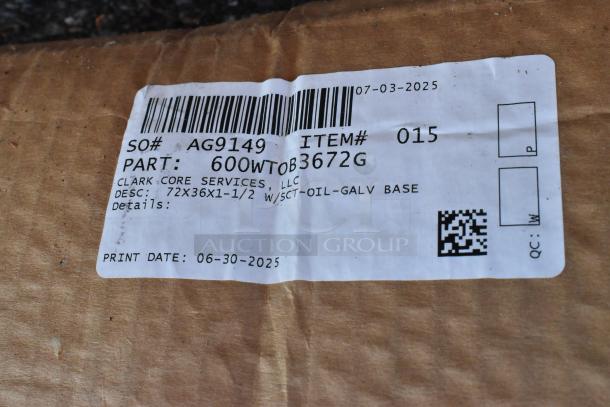 07-03-2025
SO# AG9149 ITEM# 015
PART: 600WTOB3672G
CLARK CORE SERVICES, LLC
DESC: 72X36X1-1/2 W/SCT-OIL-GALV BASE
Details:
PRINT DATE: 06-30-2025
P
QC: W
AUCTION GROUP